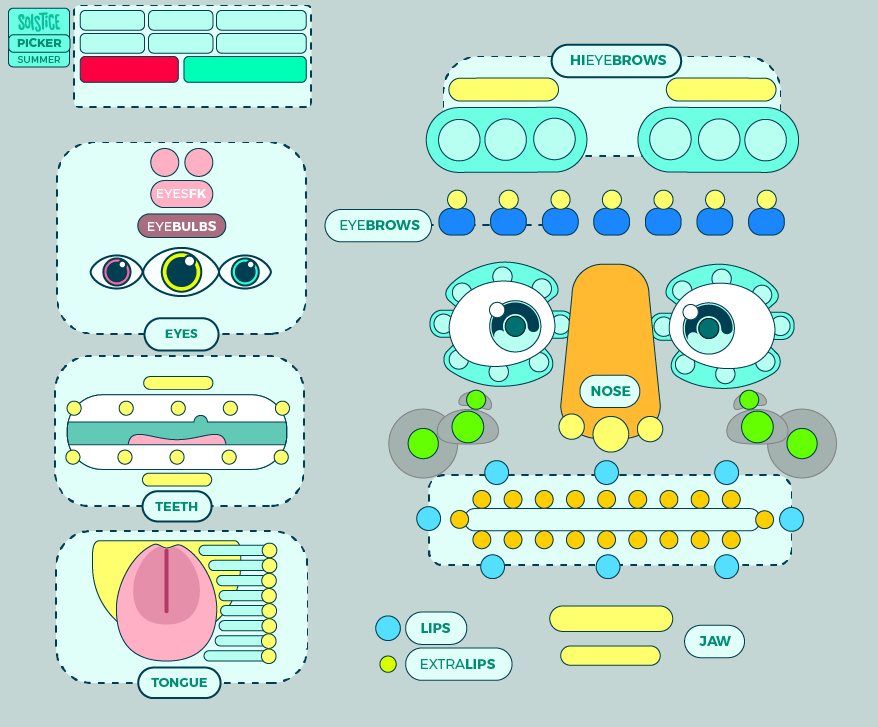 SOLSTICE
PICKER
SUMMER
HIEYEBROWS
EYESFK
EYEBULBS
EYEBROWS
EYES
NOSE
TEETH
LIPS
JAW
EXTRALIPS
TONGUE